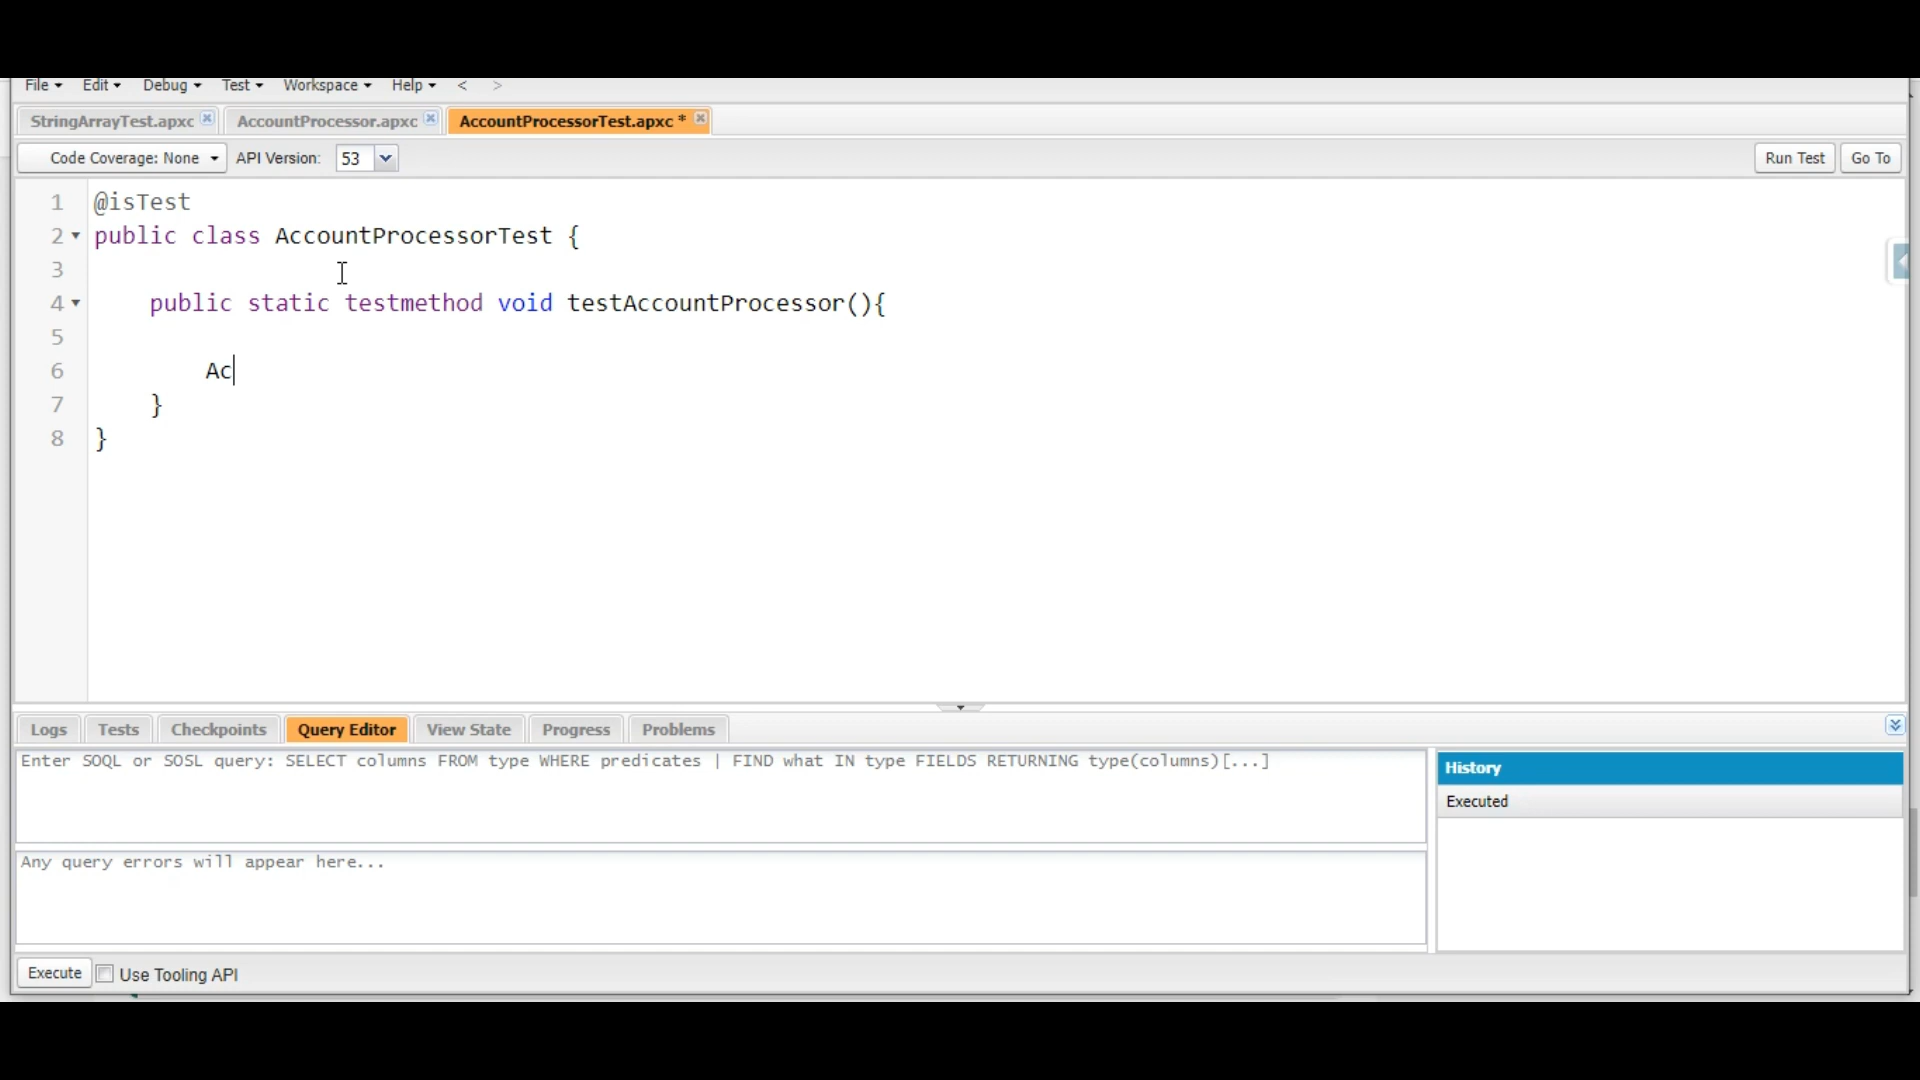 File Edit Debug Test Workspace Help < >
StringArrayTest.apxc AccountProcessor.apxc AccountProcessorTest.apxc *
Code Coverage: None API Version: 53 Run Test Go To
1 @isTest
2 public class AccountProcessorTest {
3
4 public static testmethod void testAccountProcessor(){
5
6 Ac
7 }
8 }
Logs Tests Checkpoints Query Editor View State Progress Problems
Enter SOQL or SOSL query: SELECT columns FROM type WHERE predicates | FIND what IN type FIELDS RETURNING type(columns)[...]
History
Executed
Any query errors will appear here...
Execute Use Tooling API